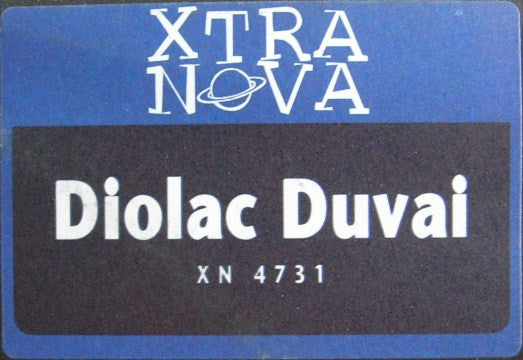 XTRA
NOVA
Diolac Duvai
XN 4731